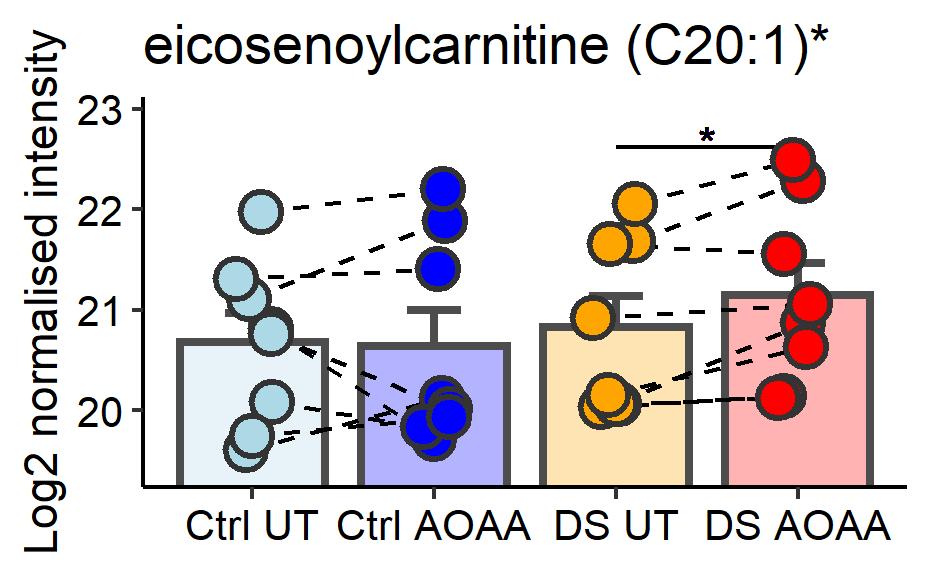 eicosenoylcarnitine (C20:1)*
Log2 normalised intensity
23
22
21
20
*
Ctrl UT Ctrl AOAA DS UT DS AOAA